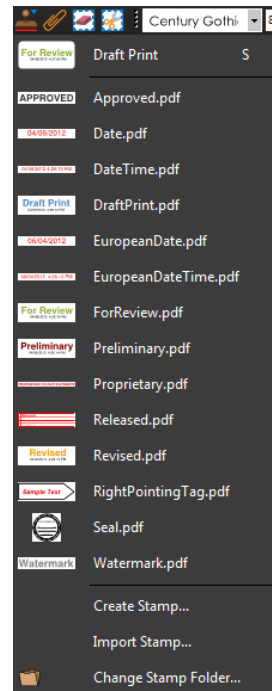 Century Gothi
For Review Draft Print S
APPROVED Approved.pdf
04/06/2012 Date.pdf
DateTime.pdf
Draft Print DraftPrint.pdf
06/04/2012 EuropeanDate.pdf
EuropeanDateTime.pdf
For Review ForReview.pdf
Preliminary Preliminary.pdf
Proprietary.pdf
Released.pdf
Revised Revised.pdf
Sample Text RightPointingTag.pdf
Seal.pdf
Watermark Watermark.pdf
Create Stamp...
Import Stamp...
Change Stamp Folder...